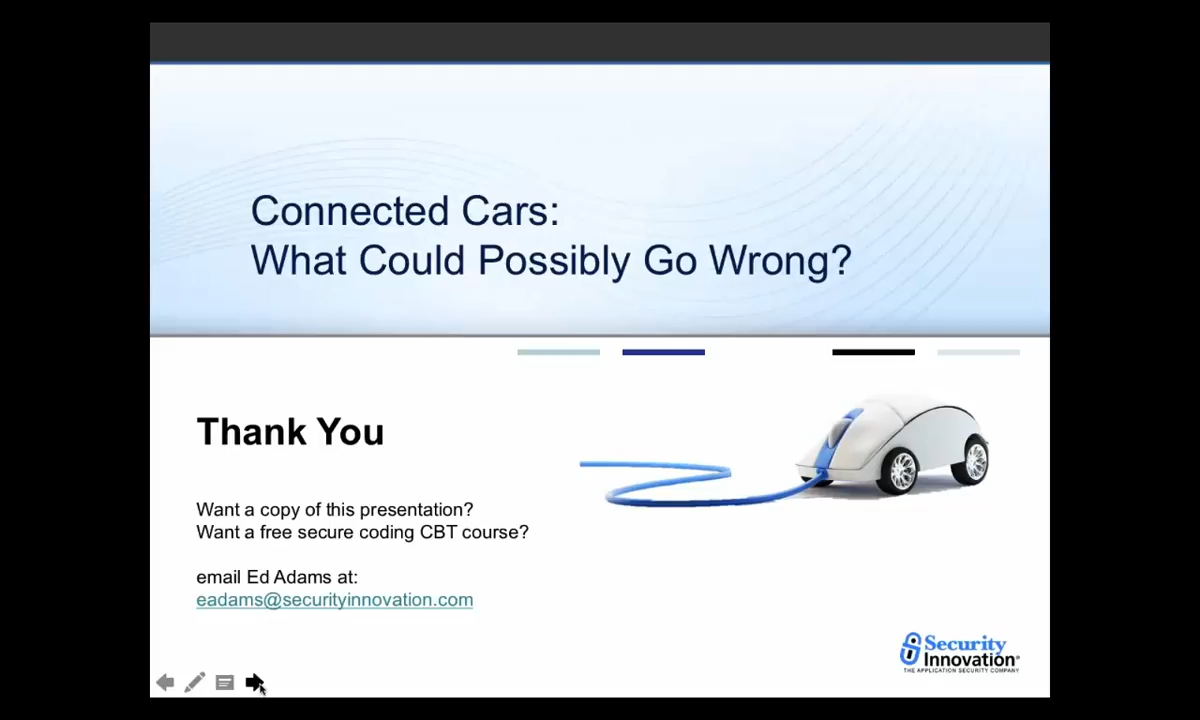 Connected Cars:
What Could Possibly Go Wrong?
Thank You
Want a copy of this presentation?
Want a free secure coding CBT course?
email Ed Adams at:
eadams@securityinnovation.com
Security
Innovation®
THE APPLICATION SECURITY COMPANY